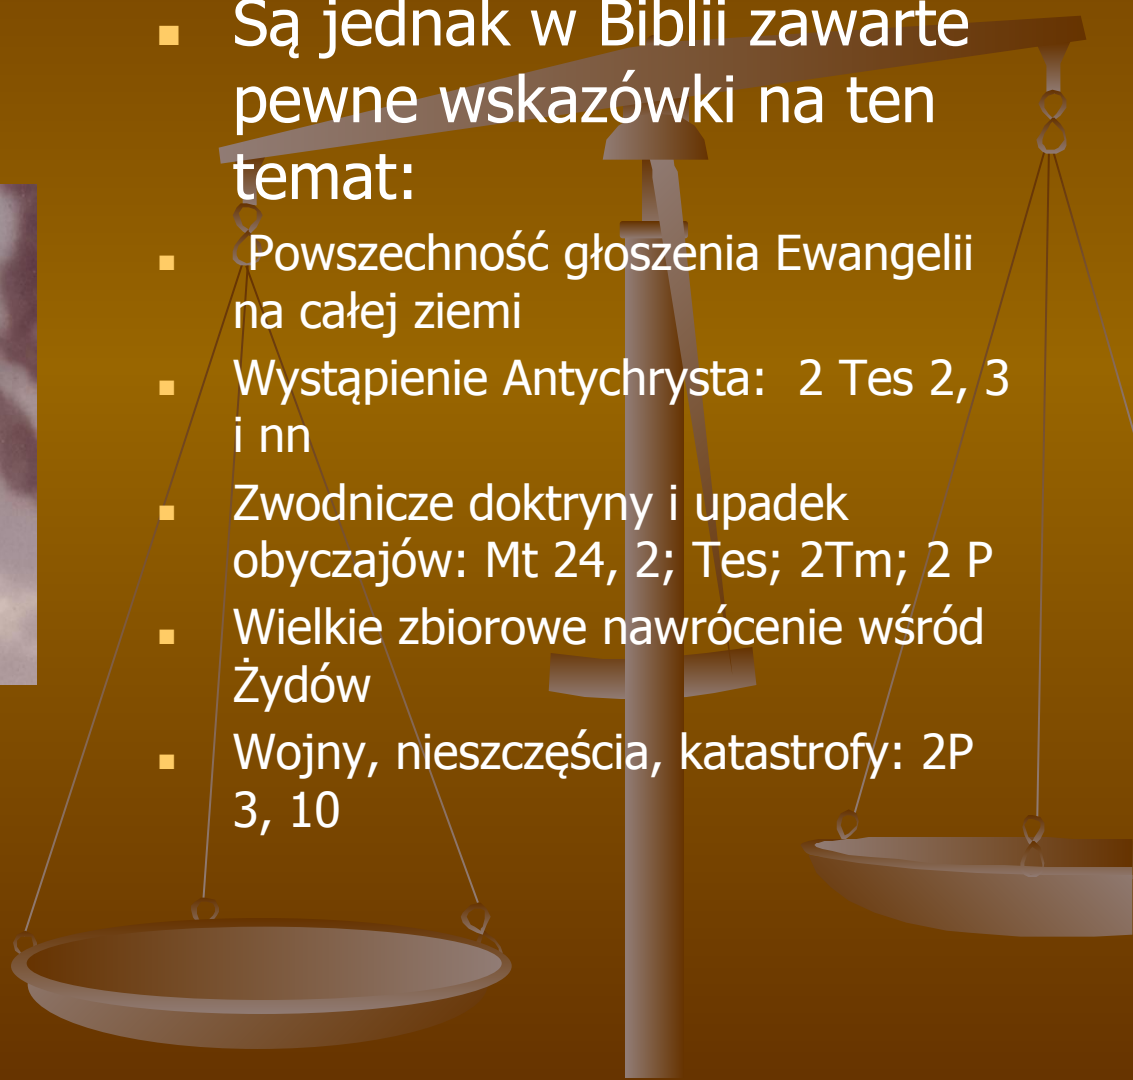 ▪ Są jednak w Biblii zawarte
pewne wskazówki na ten
temat:
▪ Powszechność głoszenia Ewangelii
na całej ziemi
▪ Wystąpienie Antychrysta: 2 Tes 2, 3
i nn
▪ Zwodnicze doktryny i upadek
obyczajów: Mt 24, 2; Tes; 2Tm; 2 P
▪ Wielkie zbiorowe nawrócenie wśród
Żydów
▪ Wojny, nieszczęścia, katastrofy: 2P
3, 10